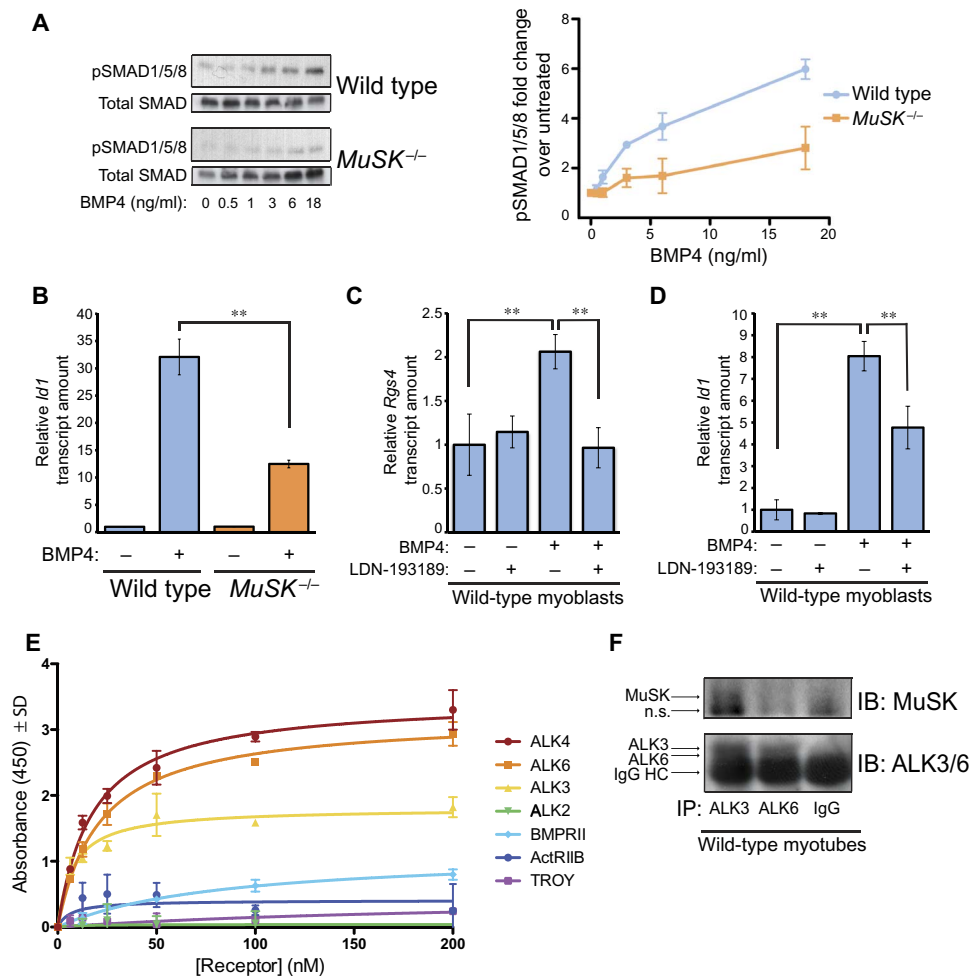 A
pSMAD1/5/8
Total SMAD
Wild type
pSMAD1/5/8
Total SMAD
MuSK–/–
BMP4 (ng/ml): 0 0.5 1 3 6 18
pSMAD1/5/8 fold change
over untreated
8
6
4
2
0
0 5 10 15 20
BMP4 (ng/ml)
Wild type
MuSK–/–
B
Relative Id1
transcript amount
40
35
30
25
20
15
10
5
0
**
BMP4: – + – +
Wild type MuSK–/–
C
Relative Rgs4
transcript amount
2.5
2
1.5
1
0.5
0
** **
BMP4: – – + +
LDN-193189: – + – +
Wild-type myoblasts
D
Relative Id1
transcript amount
10
9
8
7
6
5
4
3
2
1
0
** **
BMP4: – – + +
LDN-193189: – + – +
Wild-type myoblasts
E
Absorbance (450) ± SD
4
3
2
1
0
0 50 100 150 200
[Receptor] (nM)
ALK4
ALK6
ALK3
ALK2
BMPRII
ActRIIB
TROY
F
MuSK
n.s.
IB: MuSK
ALK3
ALK6
IgG HC
IB: ALK3/6
IP: ALK3 ALK6 IgG
Wild-type myotubes